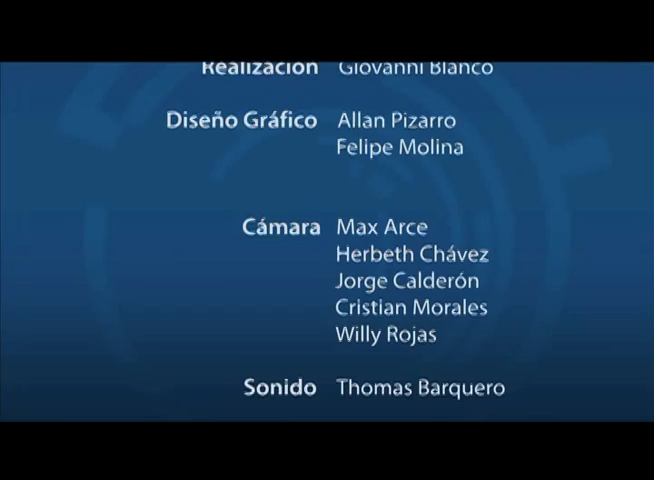 Realización Giovanni Blanco
Diseño Gráfico Allan Pizarro
Felipe Molina
Cámara Max Arce
Herbeth Chávez
Jorge Calderón
Cristian Morales
Willy Rojas
Sonido Thomas Barquero